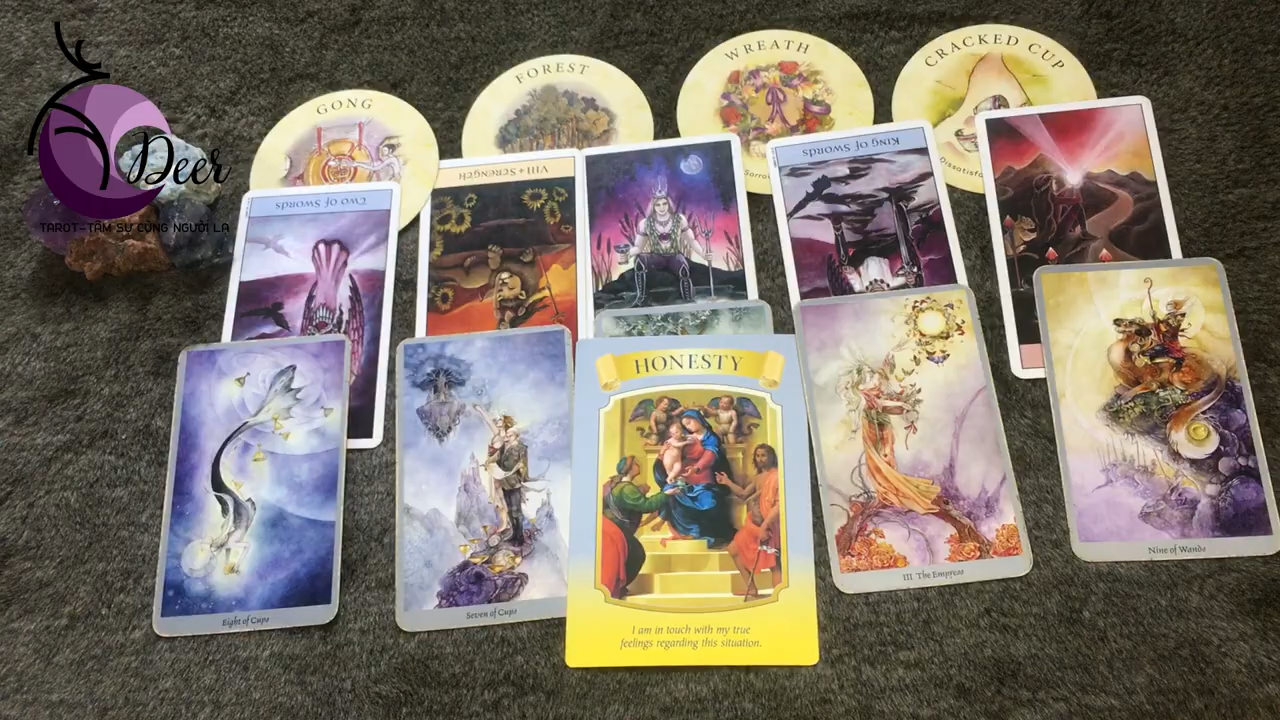 GONG
FOREST
WREATH
CRACKED CUP
Deer
TAROT-TÂM SỰ CÙNG NGƯỜI LẠ
Two of Swords
VIII + Strength
King of Swords
HONESTY
I am in touch with my true
feelings regarding this situation.
Eight of Cups
Seven of Cups
III The Empress
Nine of Wands